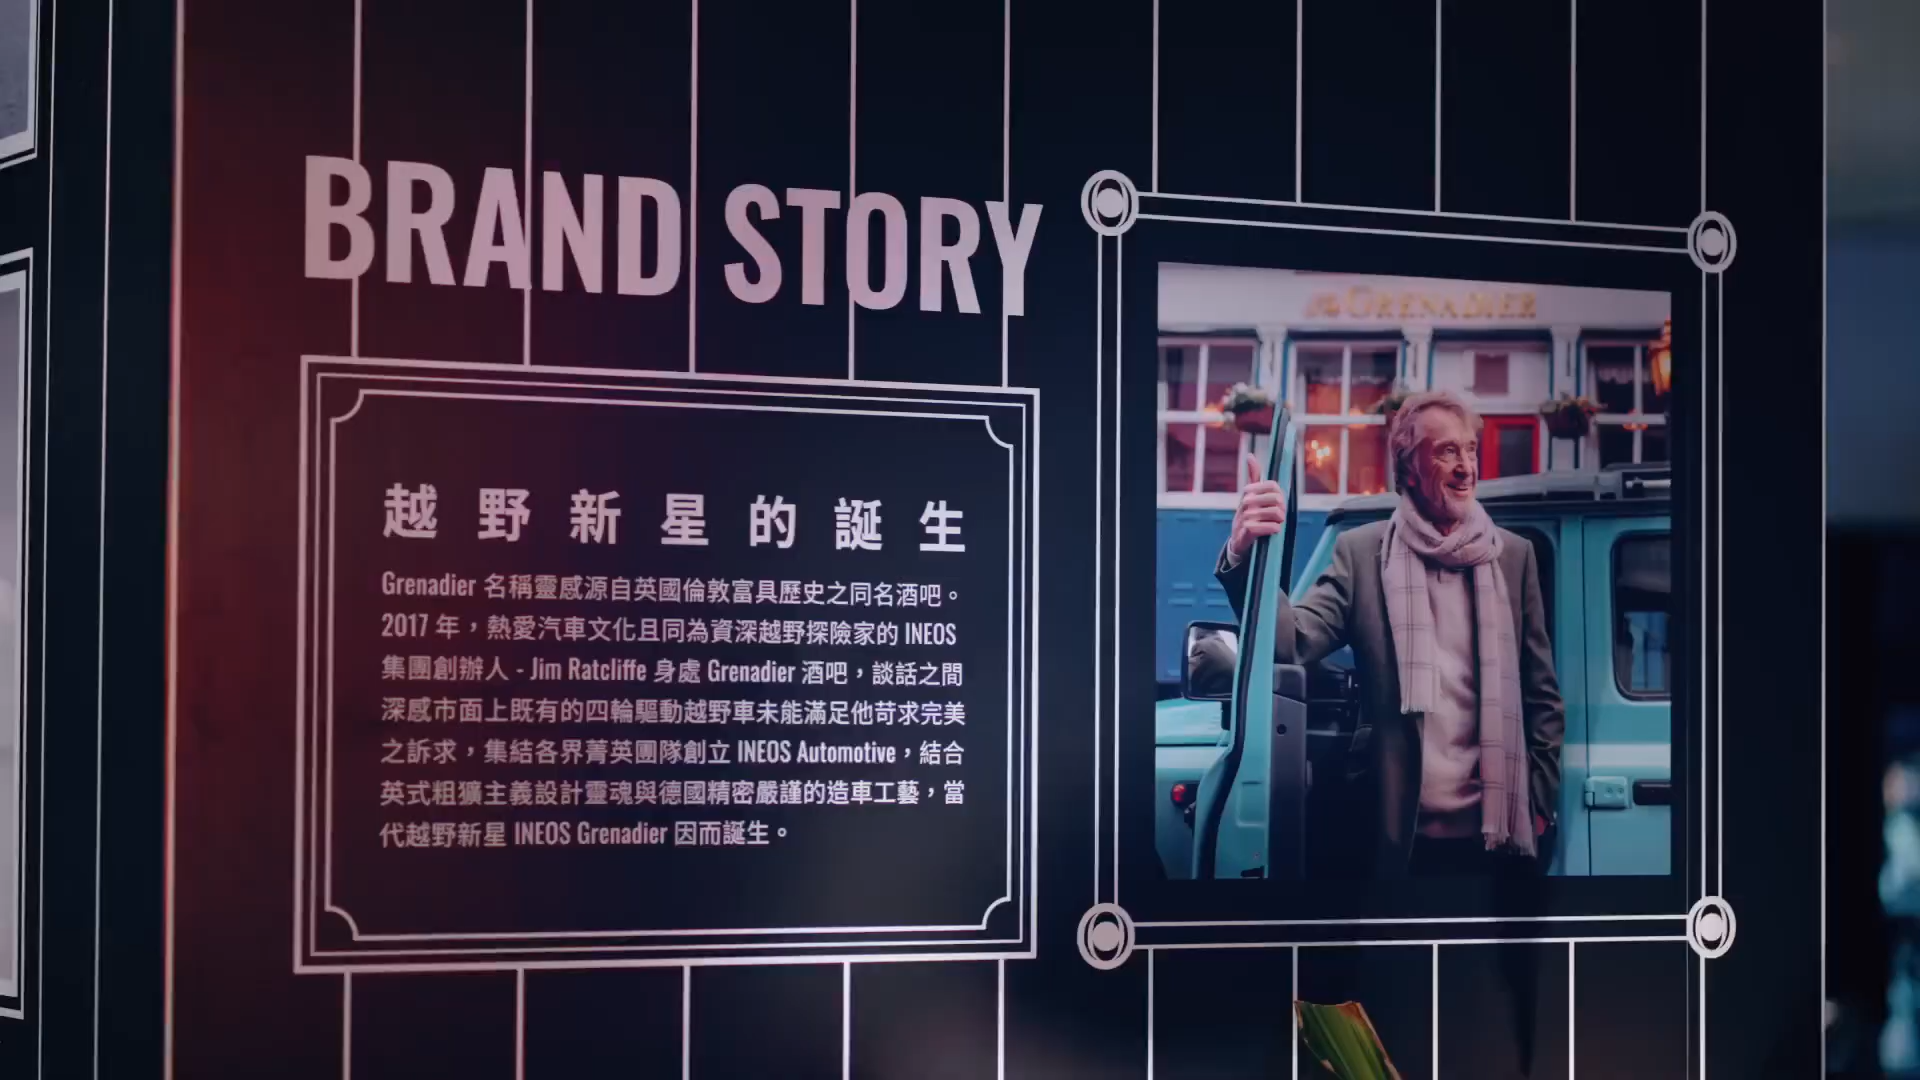 BRAND STORY
The GRENADIER
越野新星的誕生
Grenadier 名稱靈感源自英國倫敦富具歷史之同名酒吧。
2017 年，熱愛汽車文化且同為資深越野探險家的 INEOS
集團創辦人 - Jim Ratcliffe 身處 Grenadier 酒吧，談話之間
深感市面上既有的四輪驅動越野車未能滿足他苛求完美
之訴求，集結各界菁英團隊創立 INEOS Automotive，結合
英式粗獷主義設計靈魂與德國精密嚴謹的造車工藝，當
代越野新星 INEOS Grenadier 因而誕生。